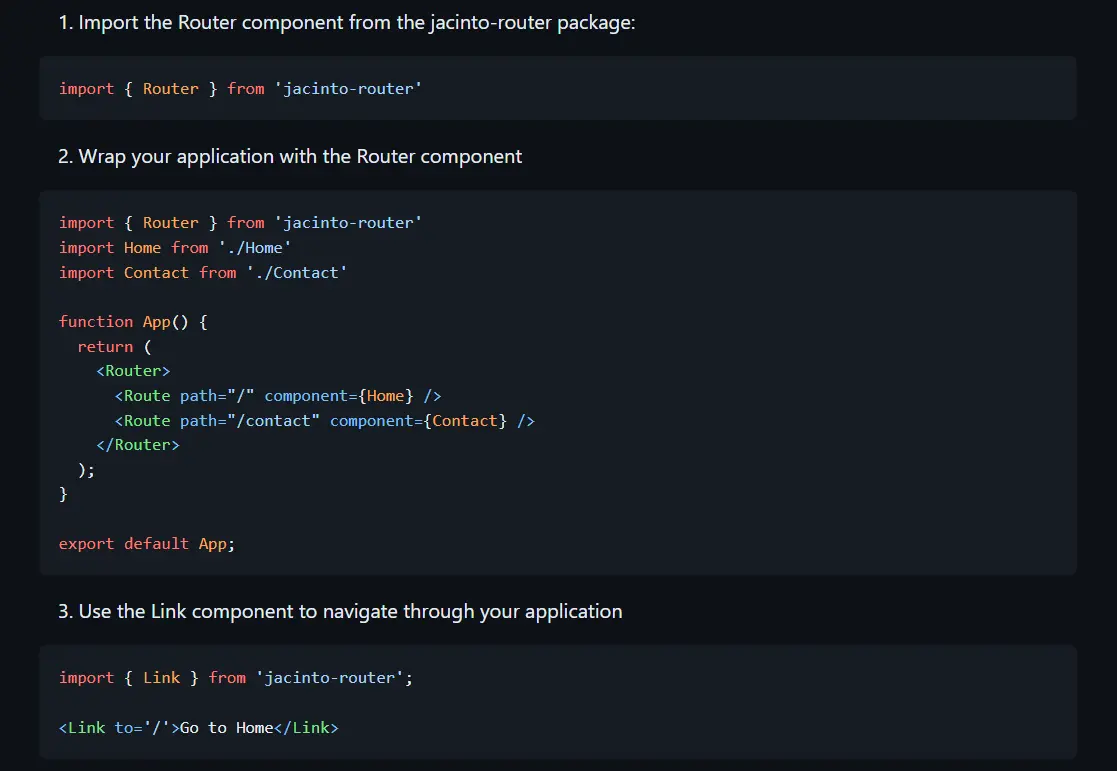 1. Import the Router component from the jacinto-router package:
import { Router } from 'jacinto-router'
2. Wrap your application with the Router component
import { Router } from 'jacinto-router'
import Home from './Home'
import Contact from './Contact'
function App() {
  return (
    <Router>
      <Route path="/" component={Home} />
      <Route path="/contact" component={Contact} />
    </Router>
  );
}
export default App;
3. Use the Link component to navigate through your application
import { Link } from 'jacinto-router';
<Link to='/'>Go to Home</Link>